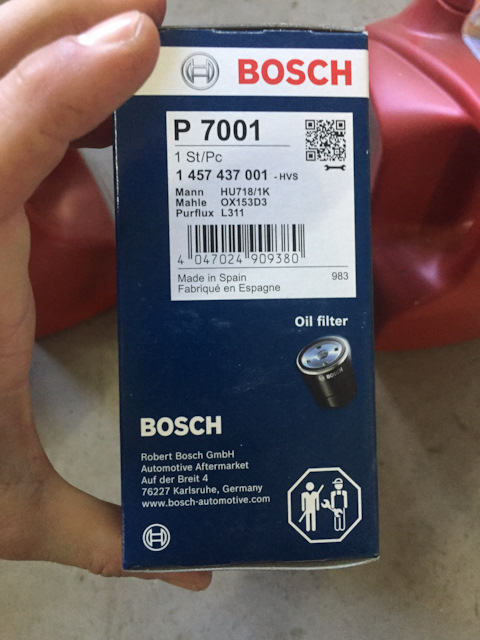 BOSCH
P 7001
1 St/Pc
1 457 437 001 - HVS
Mann HU718/1K
Mahle OX153D3
Purflux L311
4 047024 909380
Made in Spain 983
Fabriqué en Espagne
Oil filter
BOSCH
BOSCH
Robert Bosch GmbH
Automotive Aftermarket
Auf der Breit 4
76227 Karlsruhe, Germany
www.bosch-automotive.com